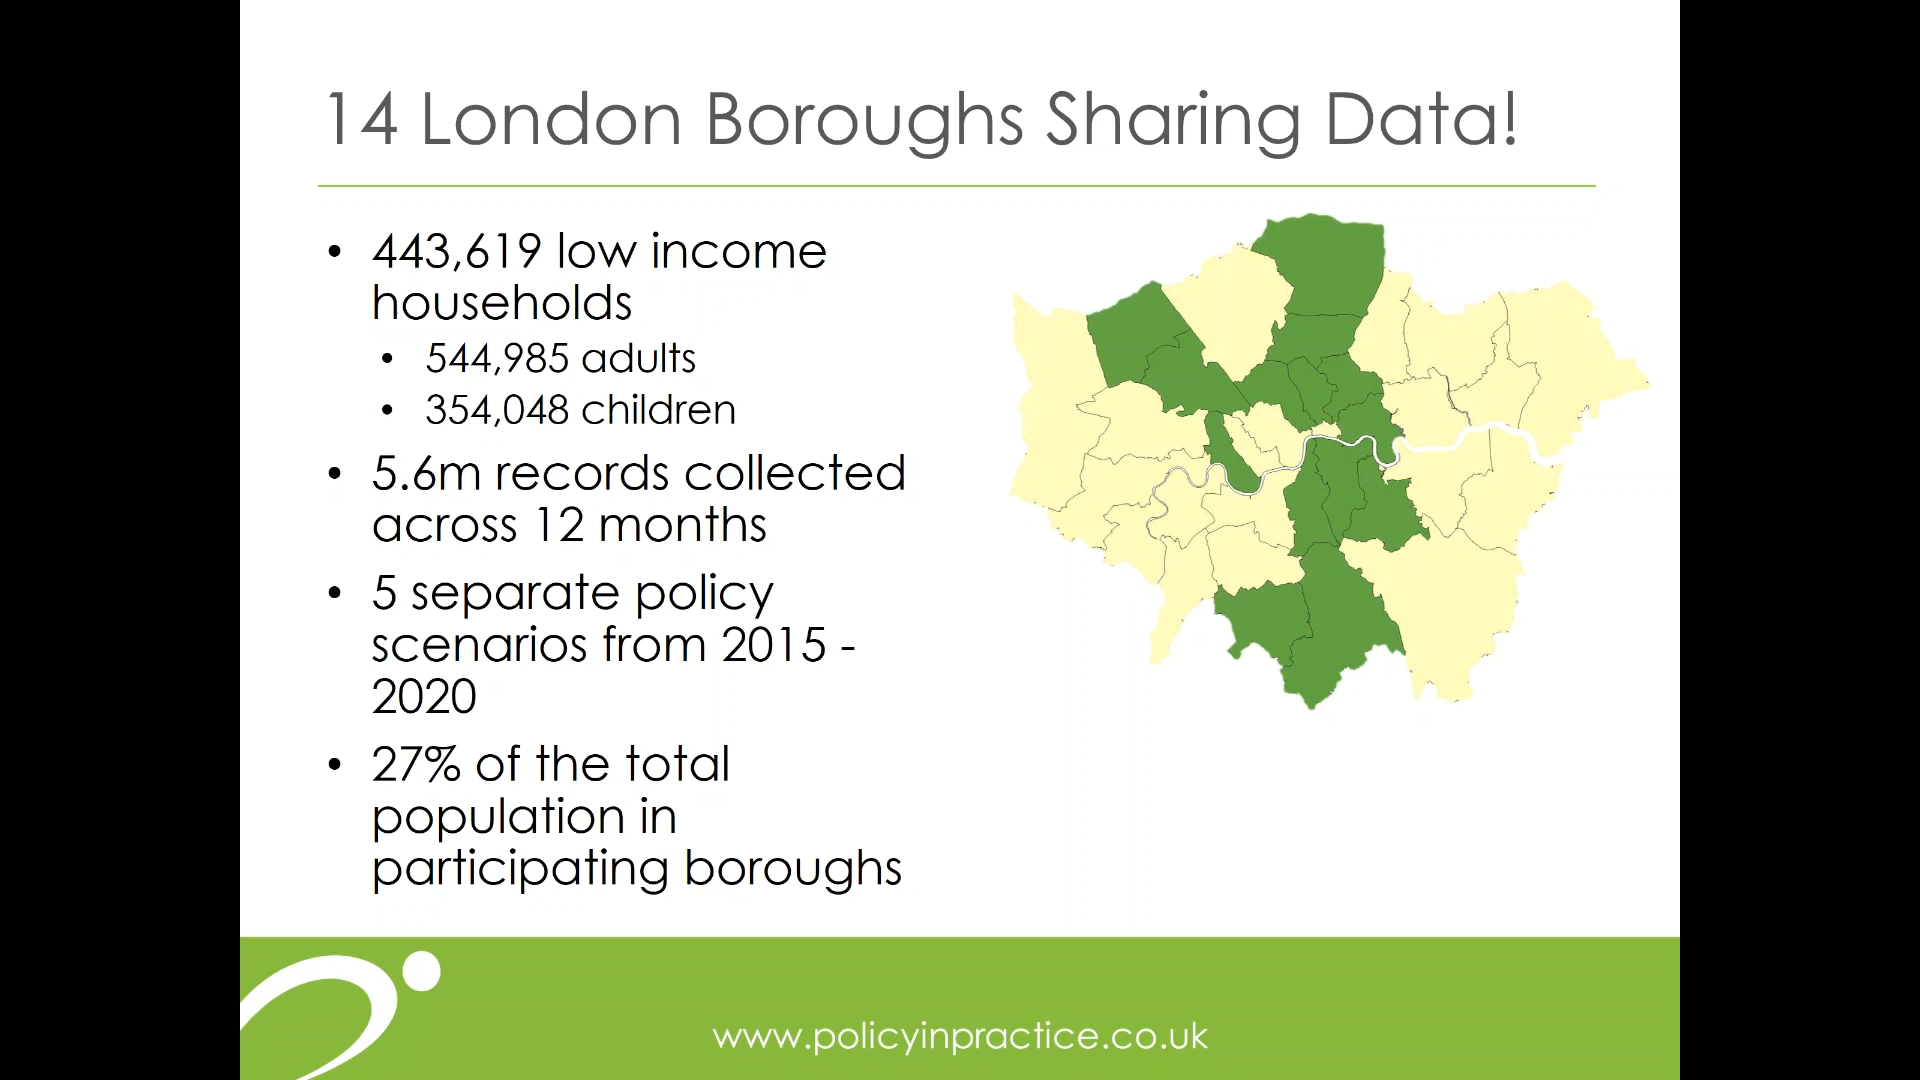 14 London Boroughs Sharing Data!
• 443,619 low income
households
• 544,985 adults
• 354,048 children
• 5.6m records collected
across 12 months
• 5 separate policy
scenarios from 2015 -
2020
• 27% of the total
population in
participating boroughs
www.policyinpractice.co.uk